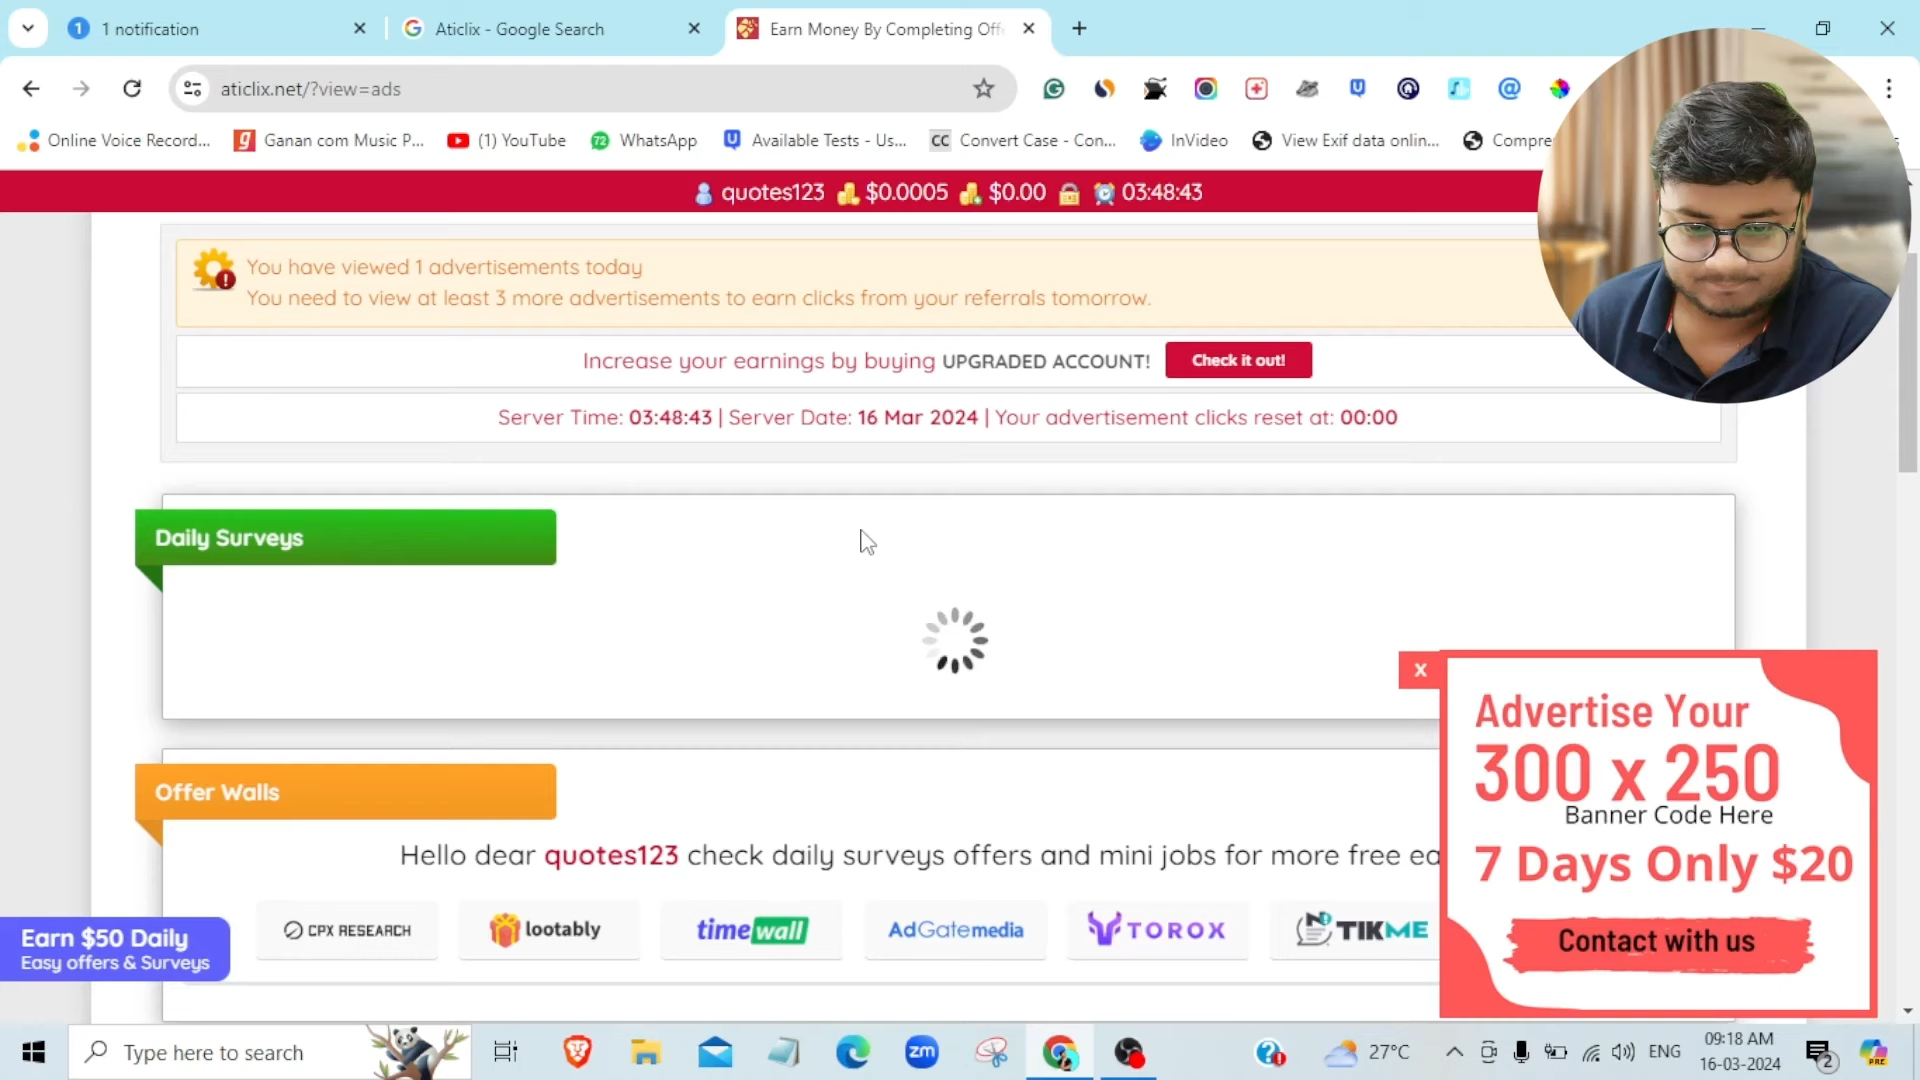 1 notification
Aticlix - Google Search
Earn Money By Completing Off
aticlix.net/?view=ads
Online Voice Record...
Ganan com Music P...
(1) YouTube
WhatsApp
Available Tests - Us...
CC Convert Case - Con...
InVideo
View Exif data onlin...
Compre
quotes123 $0.0005 $0.00 03:48:43
You have viewed 1 advertisements today
You need to view at least 3 more advertisements to earn clicks from your referrals tomorrow.
Increase your earnings by buying UPGRADED ACCOUNT! Check it out!
Server Time: 03:48:43 | Server Date: 16 Mar 2024 | Your advertisement clicks reset at: 00:00
Daily Surveys
X
Advertise Your
300 x 250
Banner Code Here
7 Days Only $20
Contact with us
Offer Walls
Hello dear quotes123 check daily surveys offers and mini jobs for more free ea
CPX RESEARCH
lootably
timewall
AdGatemedia
TOROX
TIKME
Earn $50 Daily
Easy offers & Surveys
Type here to search
zm
27°C
ENG
09:18 AM
16-03-2024
2
PRE